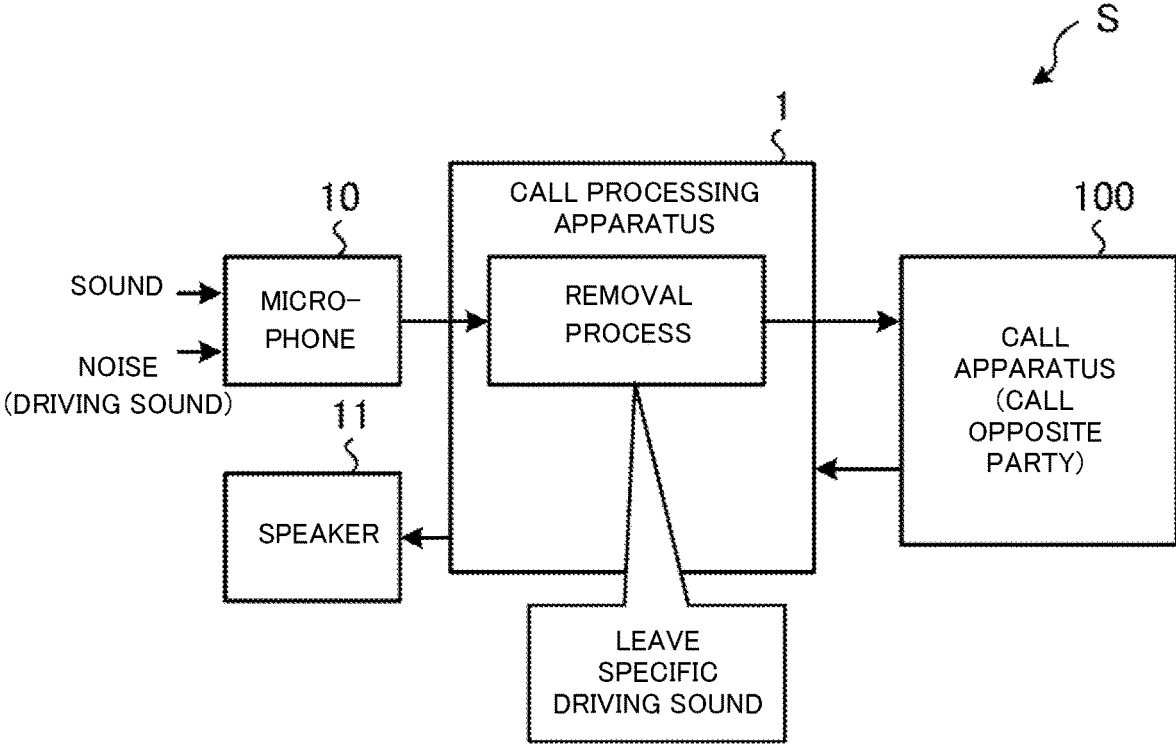 S
1
CALL PROCESSING
APPARATUS
10
100
SOUND
MICRO-
PHONE
REMOVAL
PROCESS
NOISE
(DRIVING SOUND)
CALL
APPARATUS
(CALL
OPPOSITE
PARTY)
11
SPEAKER
LEAVE
SPECIFIC
DRIVING SOUND